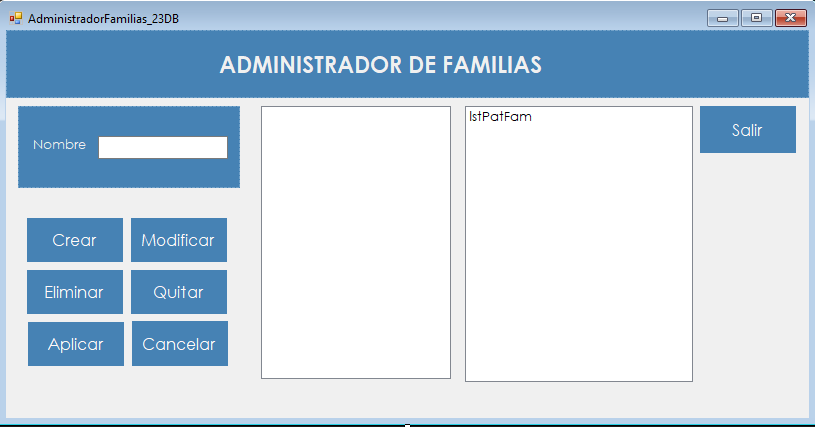 AdministradorFamilias_23DB
ADMINISTRADOR DE FAMILIAS
Nombre
lstPatFam
Salir
Crear
Modificar
Eliminar
Quitar
Aplicar
Cancelar